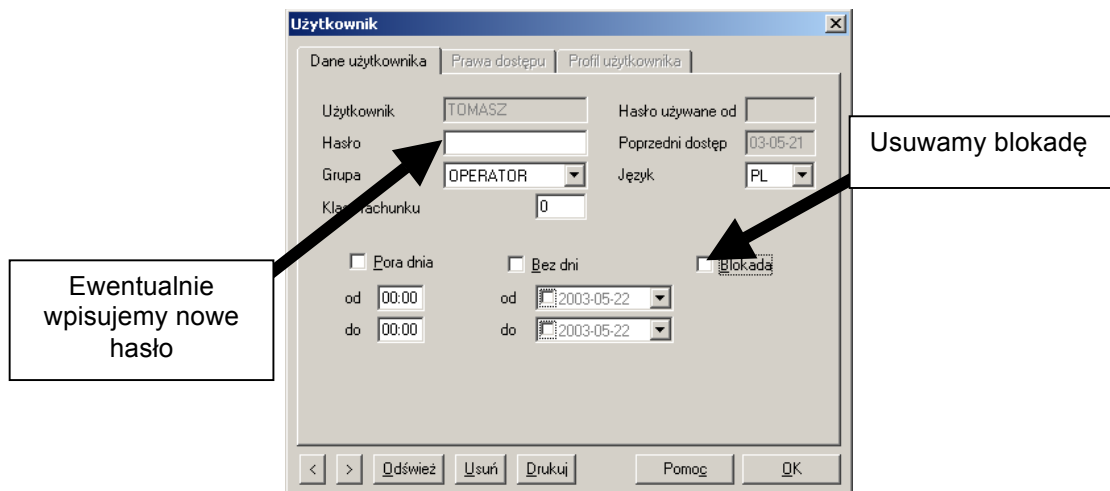 Użytkownik
Dane użytkownika Prawa dostępu Profil użytkownika
Użytkownik TOMASZ Hasło używane od
Hasło Poprzedni dostęp 03-05-21
Grupa OPERATOR Język PL
rachunku 0
Pora dnia Bez dni Blokada
od 00:00 od 2003-05-22
do 00:00 do 2003-05-22
< > Odśwież Usuń Drukuj Pomoc OK
Ewentualnie
wpisujemy nowe
hasło
Usuwamy blokadę